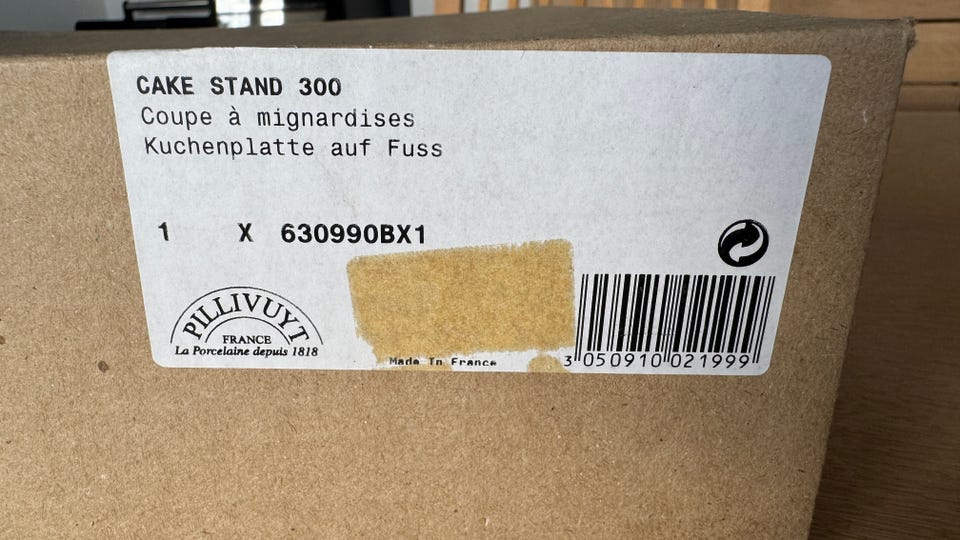 CAKE STAND 300
Coupe à mignardises
Kuchenplatte auf Fuss
1 X 630990BX1
PILLIVUYT
FRANCE
La Porcelaine depuis 1818
Made In France
3 050910 021999